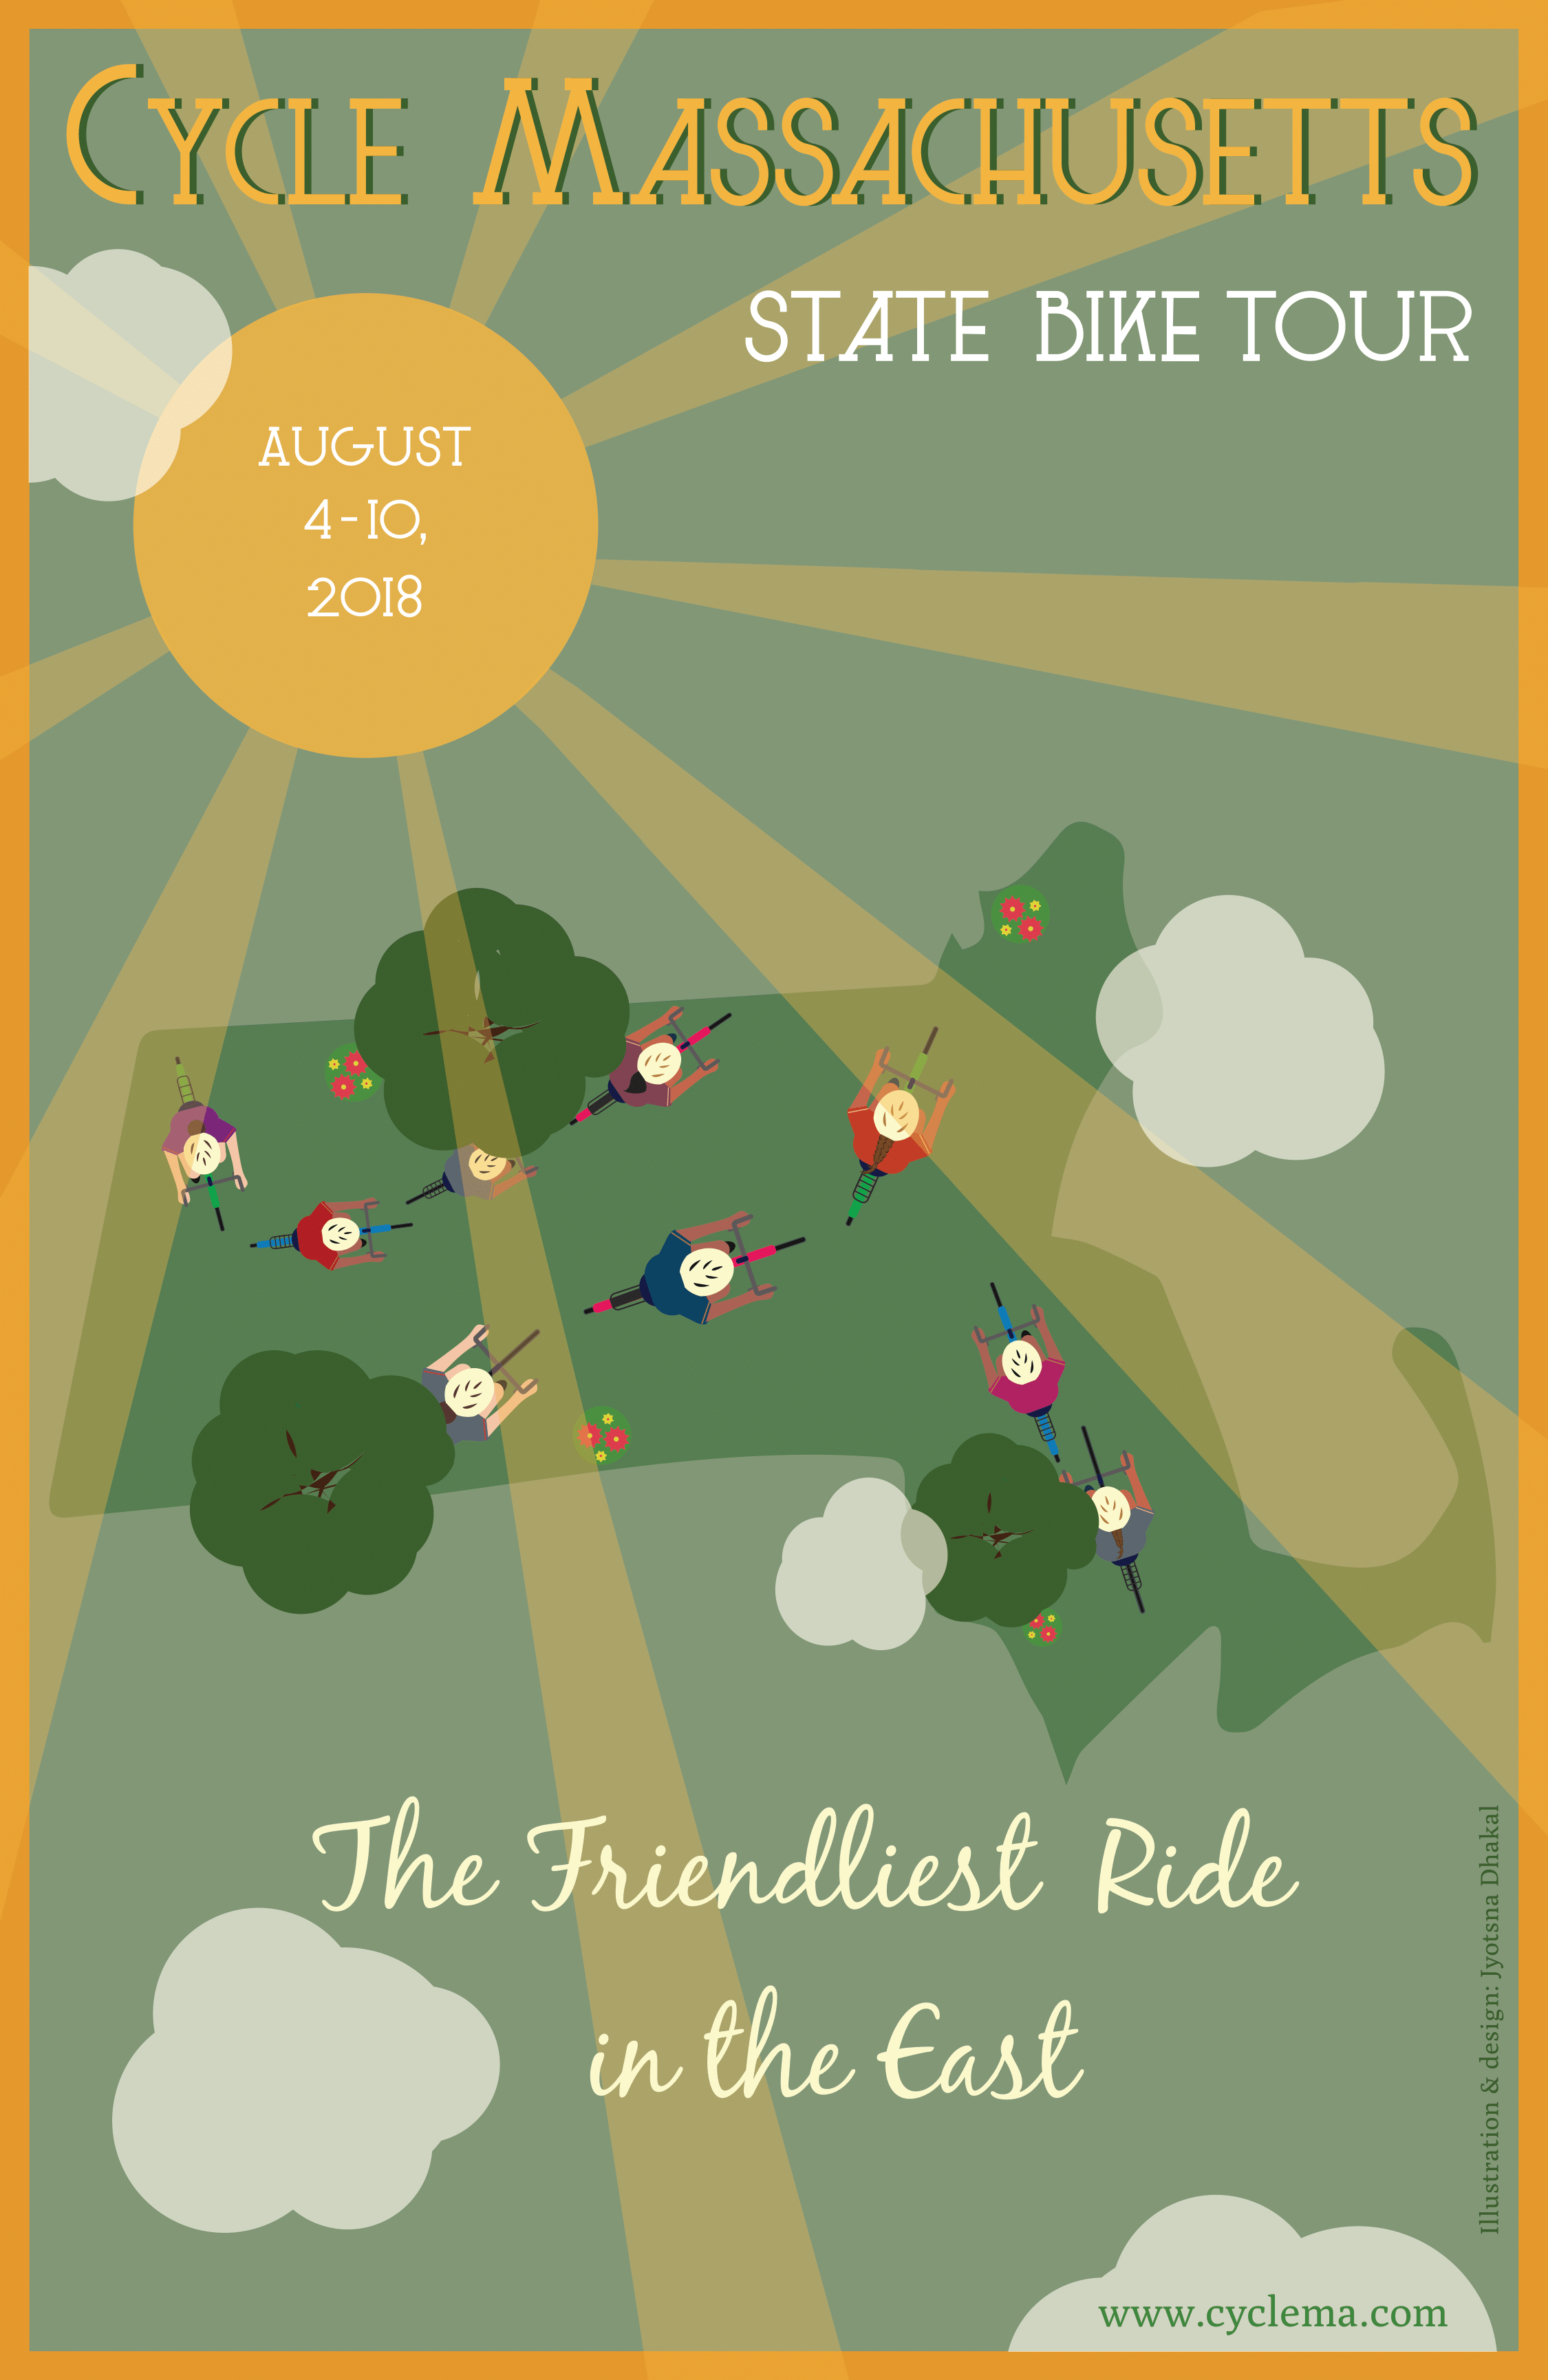 Cycle Massachusetts
STATE BIKE TOUR
AUGUST
4-10,
2018
The Friendliest Ride
in the East
Illustration & design: Jyotsna Dhakal
www.cyclema.com